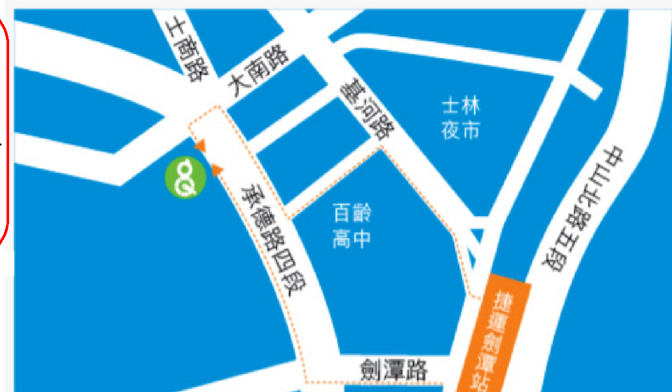 士商路
大南路
基河路
士林
夜市
中山北路五段
百齡
高中
承德路四段
捷運劍潭站
劍潭路